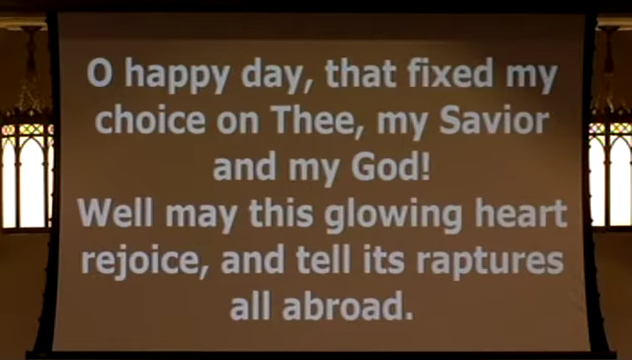 O happy day, that fixed my
choice on Thee, my Savior
and my God!
Well may this glowing heart
rejoice, and tell its raptures
all abroad.